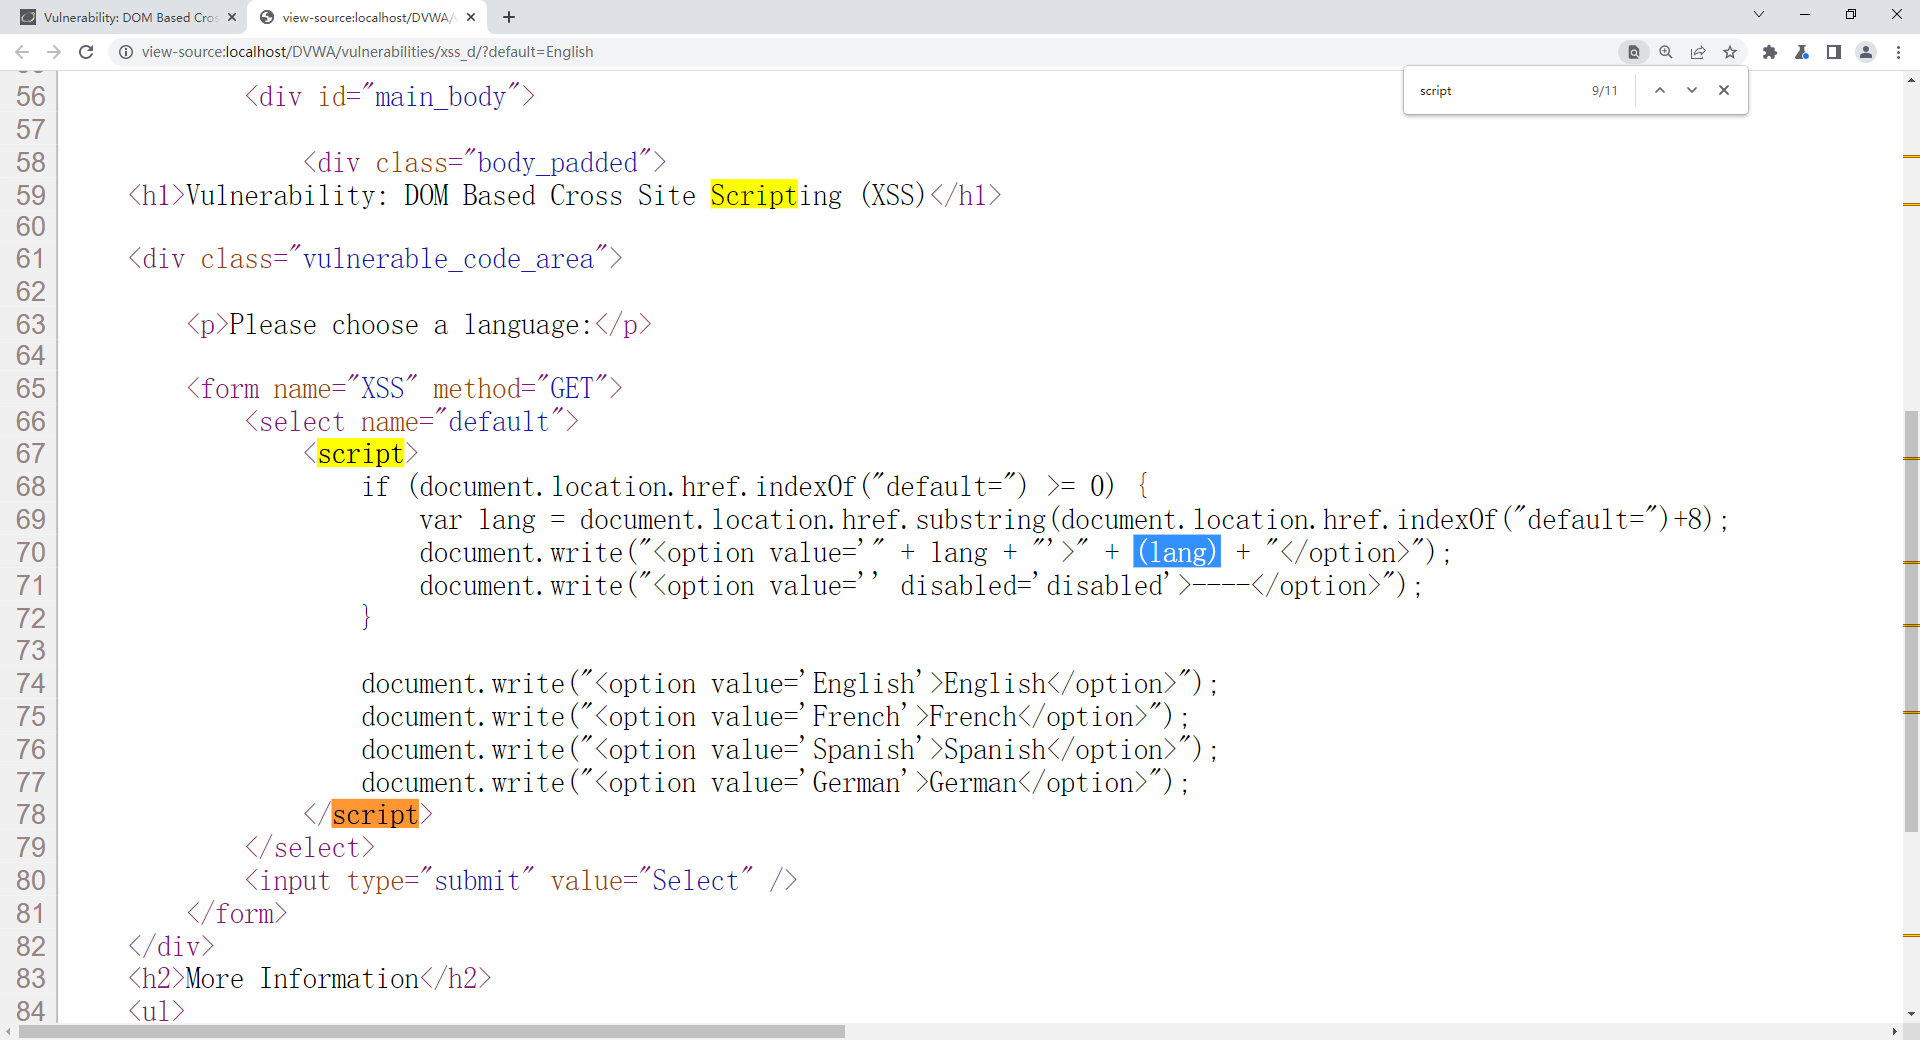 Vulnerability: DOM Based Cros
view-source:localhost/DVWA/v
view-source:localhost/DVWA/vulnerabilities/xss_d/?default=English
script 9/11
56 <div id="main_body">
57
58 <div class="body_padded">
59 <h1>Vulnerability: DOM Based Cross Site Scripting (XSS)</h1>
60
61 <div class="vulnerable_code_area">
62
63 <p>Please choose a language:</p>
64
65 <form name="XSS" method="GET">
66 <select name="default">
67 <script>
68 if (document.location.href.indexOf("default=") >= 0) {
69 var lang = document.location.href.substring(document.location.href.indexOf("default=")+8);
70 document.write("<option value='" + lang + "'>" + (lang) + "</option>");
71 document.write("<option value='' disabled='disabled'>----</option>");
72 }
73
74 document.write("<option value='English'>English</option>");
75 document.write("<option value='French'>French</option>");
76 document.write("<option value='Spanish'>Spanish</option>");
77 document.write("<option value='German'>German</option>");
78 </script>
79 </select>
80 <input type="submit" value="Select" />
81 </form>
82 </div>
83 <h2>More Information</h2>
84 <ul>